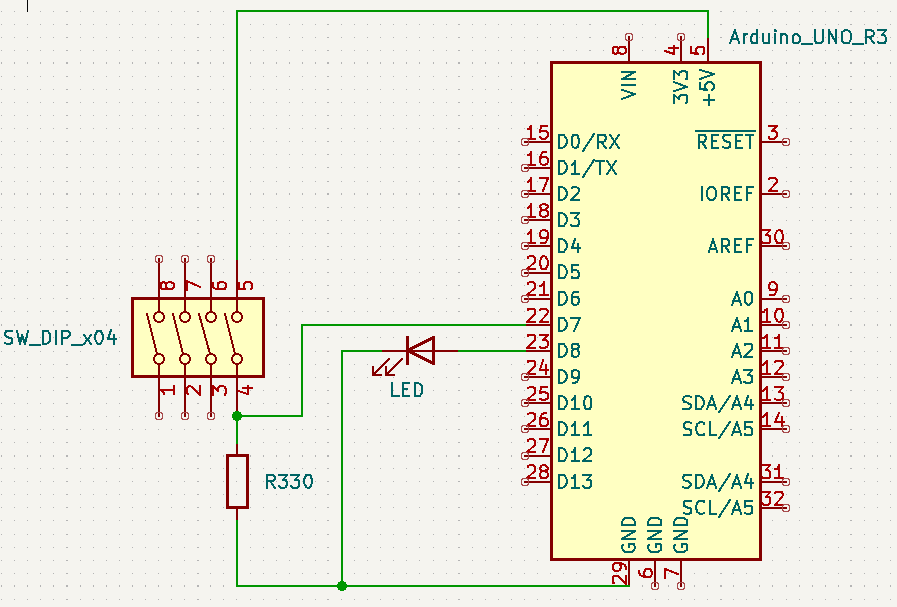 Arduino_UNO_R3
8
4
5
VIN
3V3
+5V
15
D0/RX
RESET
3
16
D1/TX
17
D2
IOREF
2
18
D3
19
D4
AREF
30
20
D5
21
D6
A0
9
22
D7
A1
10
23
D8
A2
11
24
D9
A3
12
25
D10
SDA/A4
13
26
D11
SCL/A5
14
27
D12
28
D13
SDA/A4
31
SCL/A5
32
GND
GND
GND
29
6
7
8
7
6
5
SW_DIP_x04
1
2
3
4
LED
R330